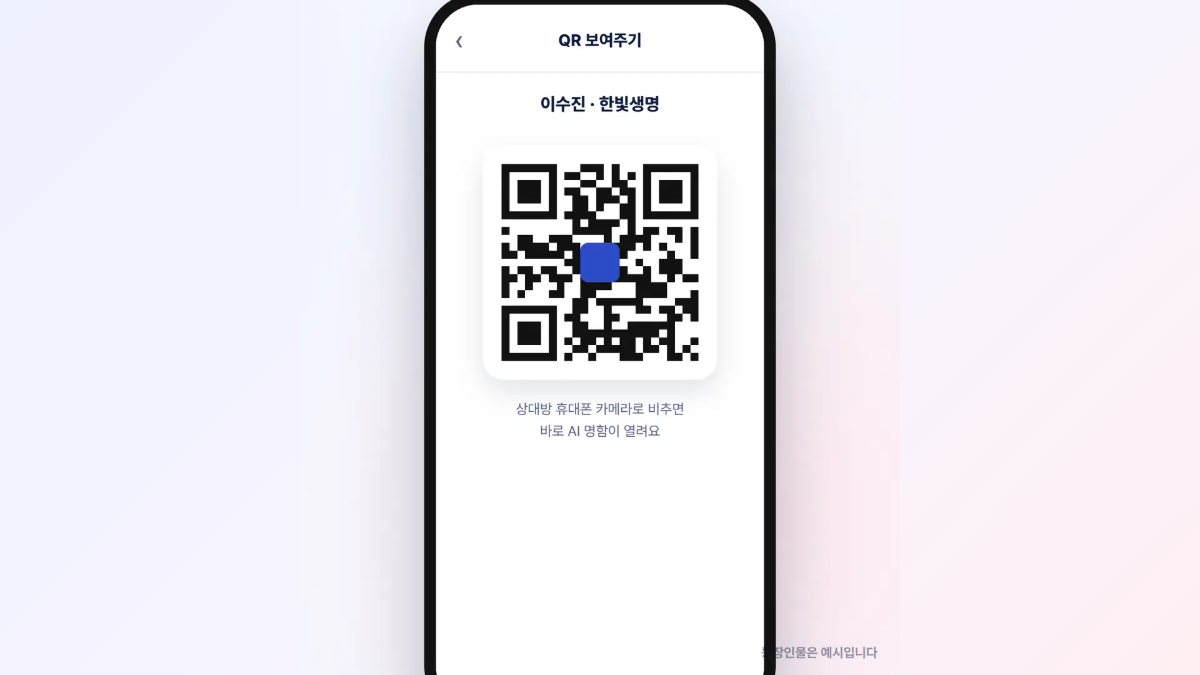 QR 보여주기
이수진 · 한빛생명
상대방 휴대폰 카메라로 비추면
바로 AI 명함이 열려요
등장인물은 예시입니다